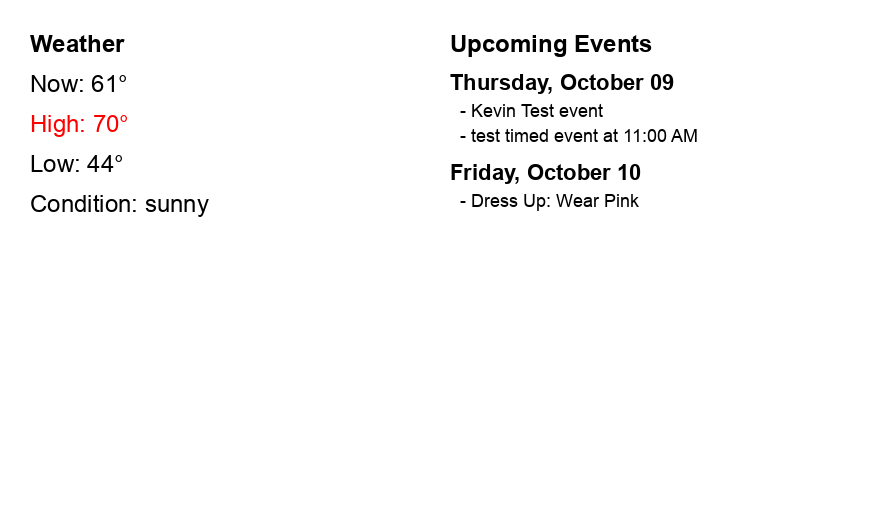 Weather
Now: 61°
High: 70°
Low: 44°
Condition: sunny
Upcoming Events
Thursday, October 09
- Kevin Test event
- test timed event at 11:00 AM
Friday, October 10
- Dress Up: Wear Pink